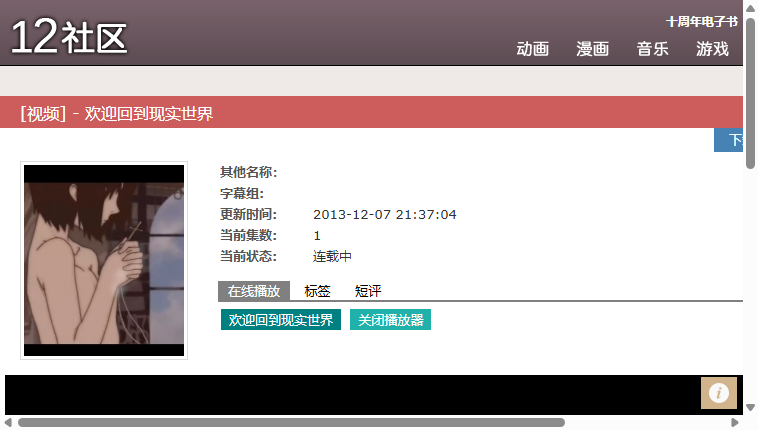 12社区
十周年电子书
动画 漫画 音乐 游戏
[视频] - 欢迎回到现实世界
其他名称:
字幕组:
更新时间: 2013-12-07 21:37:04
当前集数: 1
当前状态: 连载中
在线播放 标签 短评
欢迎回到现实世界 关闭播放器